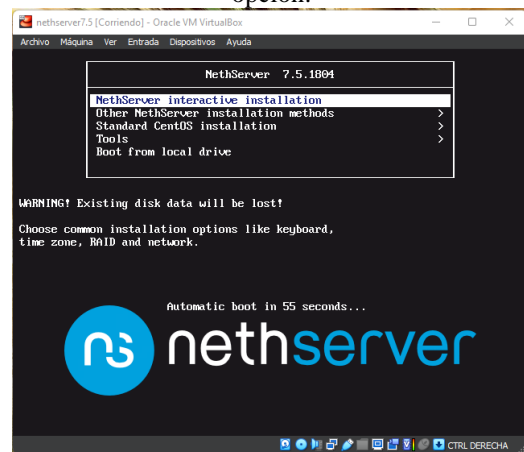 opción.
nethserver7.5 [Corriendo] - Oracle VM VirtualBox
Archivo Máquina Ver Entrada Dispositivos Ayuda
NethServer 7.5.1804
NethServer interactive installation
Other NethServer installation methods >
Standard CentOS installation >
Tools >
Boot from local drive
WARNING! Existing disk data will be lost!
Choose common installation options like keyboard,
time zone, RAID and network.
Automatic boot in 55 seconds...
ns nethserver
CTRL DERECHA